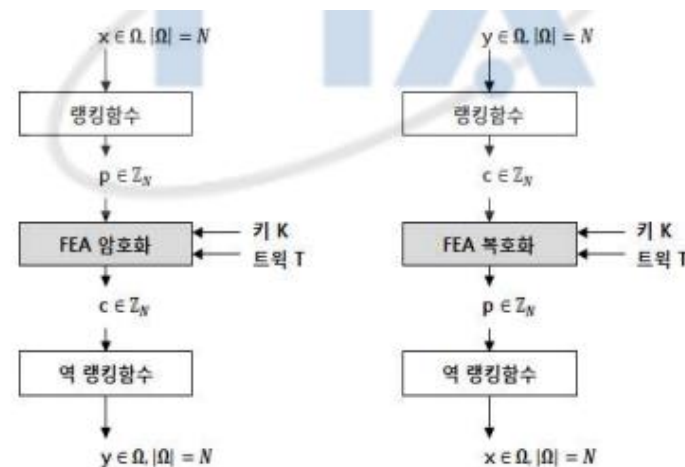 x ∈ Ω, |Ω| = N
랭킹함수
p ∈ ℤ_N
FEA 암호화
키 K
트윅 T
c ∈ ℤ_N
역 랭킹함수
y ∈ Ω, |Ω| = N
y ∈ Ω, |Ω| = N
랭킹함수
c ∈ ℤ_N
FEA 복호화
키 K
트윅 T
p ∈ ℤ_N
역 랭킹함수
x ∈ Ω, |Ω| = N